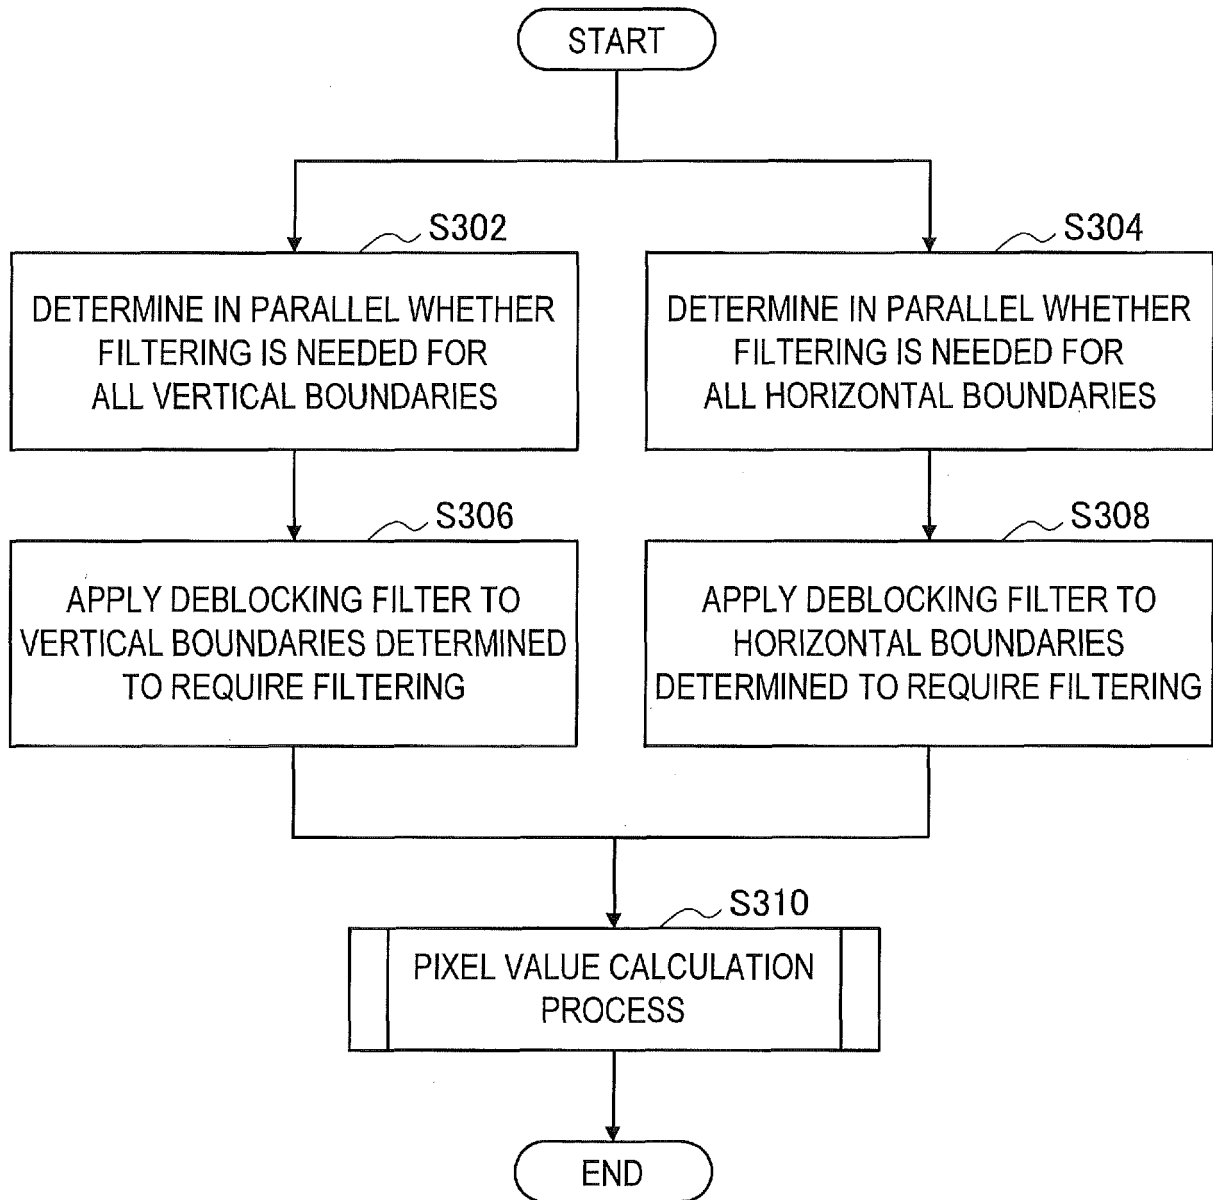 START
S302
DETERMINE IN PARALLEL WHETHER
FILTERING IS NEEDED FOR
ALL VERTICAL BOUNDARIES
S304
DETERMINE IN PARALLEL WHETHER
FILTERING IS NEEDED FOR
ALL HORIZONTAL BOUNDARIES
S306
APPLY DEBLOCKING FILTER TO
VERTICAL BOUNDARIES DETERMINED
TO REQUIRE FILTERING
S308
APPLY DEBLOCKING FILTER TO
HORIZONTAL BOUNDARIES
DETERMINED TO REQUIRE FILTERING
S310
PIXEL VALUE CALCULATION
PROCESS
END